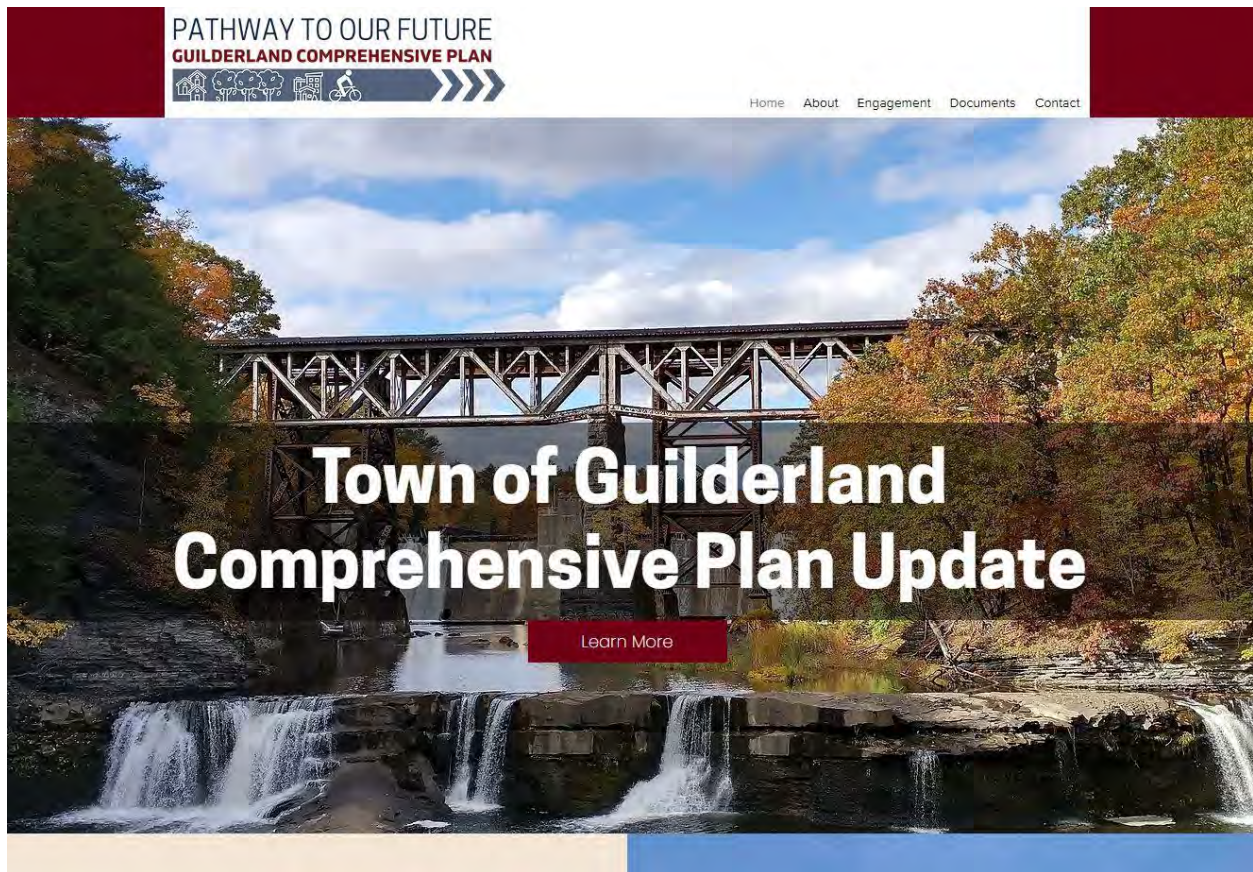 PATHWAY TO OUR FUTURE
GUILDERLAND COMPREHENSIVE PLAN
Home About Engagement Documents Contact
Town of Guilderland
Comprehensive Plan Update
Learn More